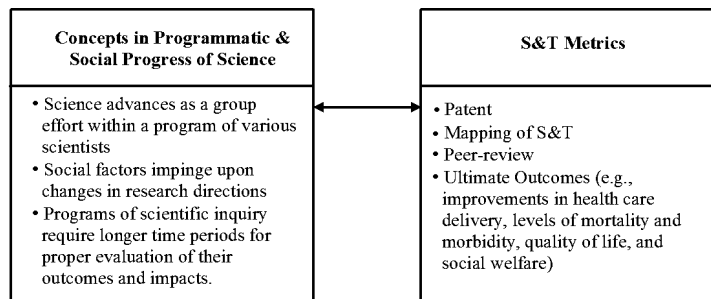 Concepts in Programmatic &
Social Progress of Science
• Science advances as a group
effort within a program of various
scientists
• Social factors impinge upon
changes in research directions
• Programs of scientific inquiry
require longer time periods for
proper evaluation of their
outcomes and impacts.
S&T Metrics
• Patent
• Mapping of S&T
• Peer-review
• Ultimate Outcomes (e.g.,
improvements in health care
delivery, levels of mortality and
morbidity, quality of life, and
social welfare)